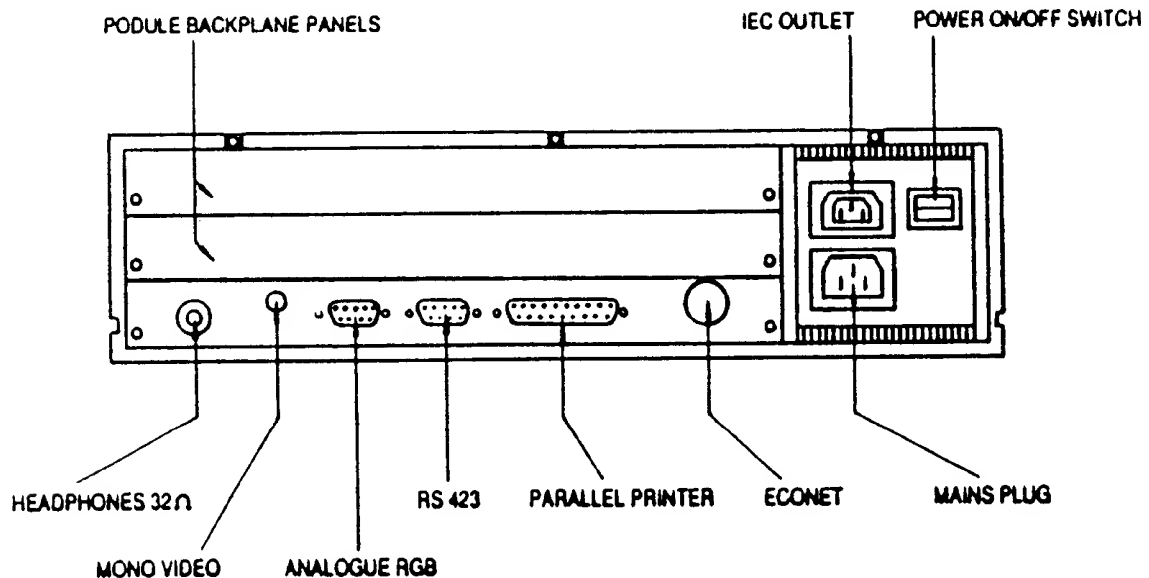 PODULE BACKPLANE PANELS
IEC OUTLET
POWER ON/OFF SWITCH
HEADPHONES 32Ω
RS 423
PARALLEL PRINTER
ECONET
MAINS PLUG
MONO VIDEO
ANALOGUE RGB